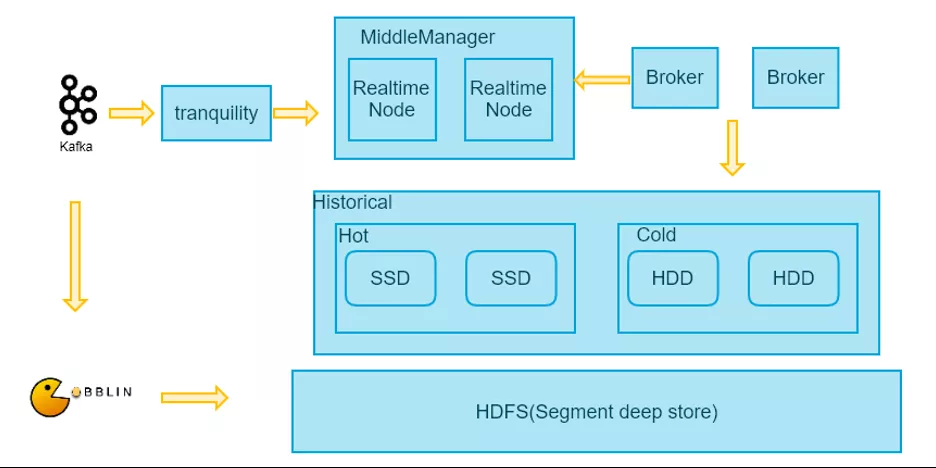 MiddleManager
Realtime Node
Realtime Node
Broker
Broker
Kafka
tranquility
Historical
Hot
SSD
SSD
Cold
HDD
HDD
BBLIN
HDFS(Segment deep store)